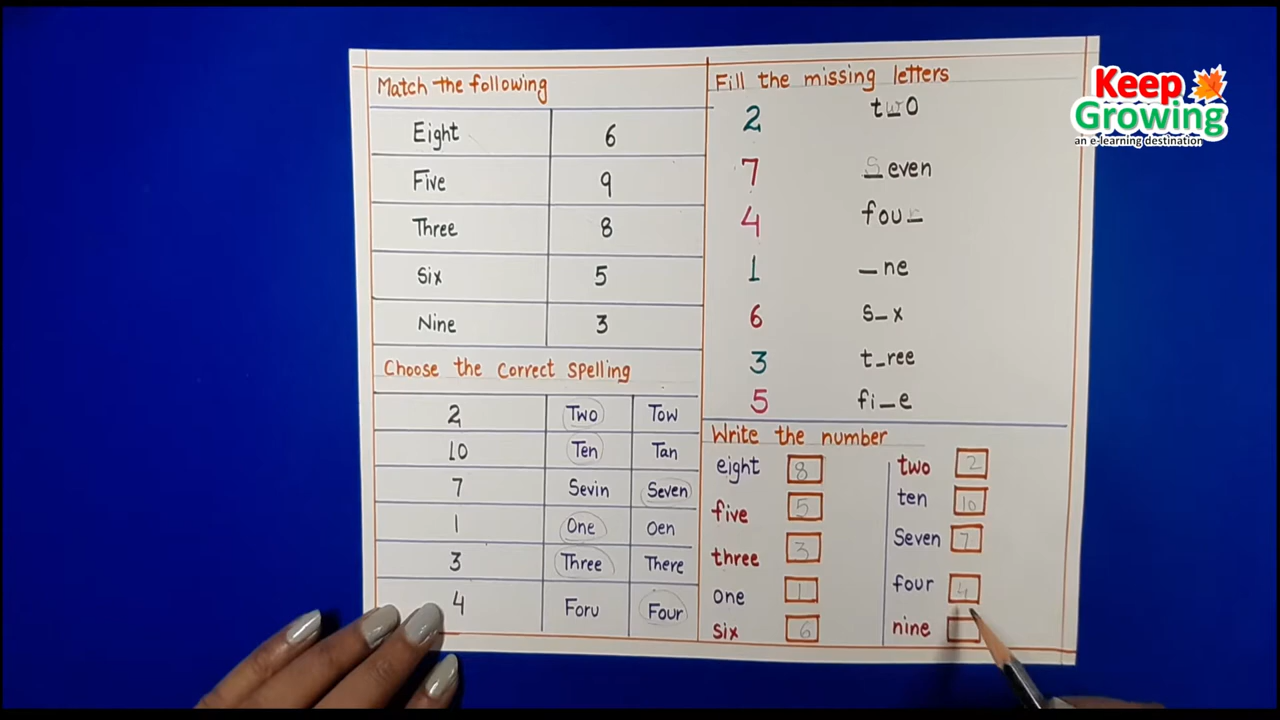 Match the following
Eight 6
Five 9
Three 8
Six 5
Nine 3
Choose the correct spelling
2 Two Tow
10 Ten Tan
7 Sevin Seven
1 One Oen
3 Three There
4 Foru Four
Fill the missing letters
2 two
7 Seven
4 four
1 _ne
6 s_x
3 t_ree
5 fi_e
Write the number
eight 8
five 5
three 3
one 1
six 6
two 2
ten 10
Seven 7
four 4
nine
Keep
Growing
an e-learning destination